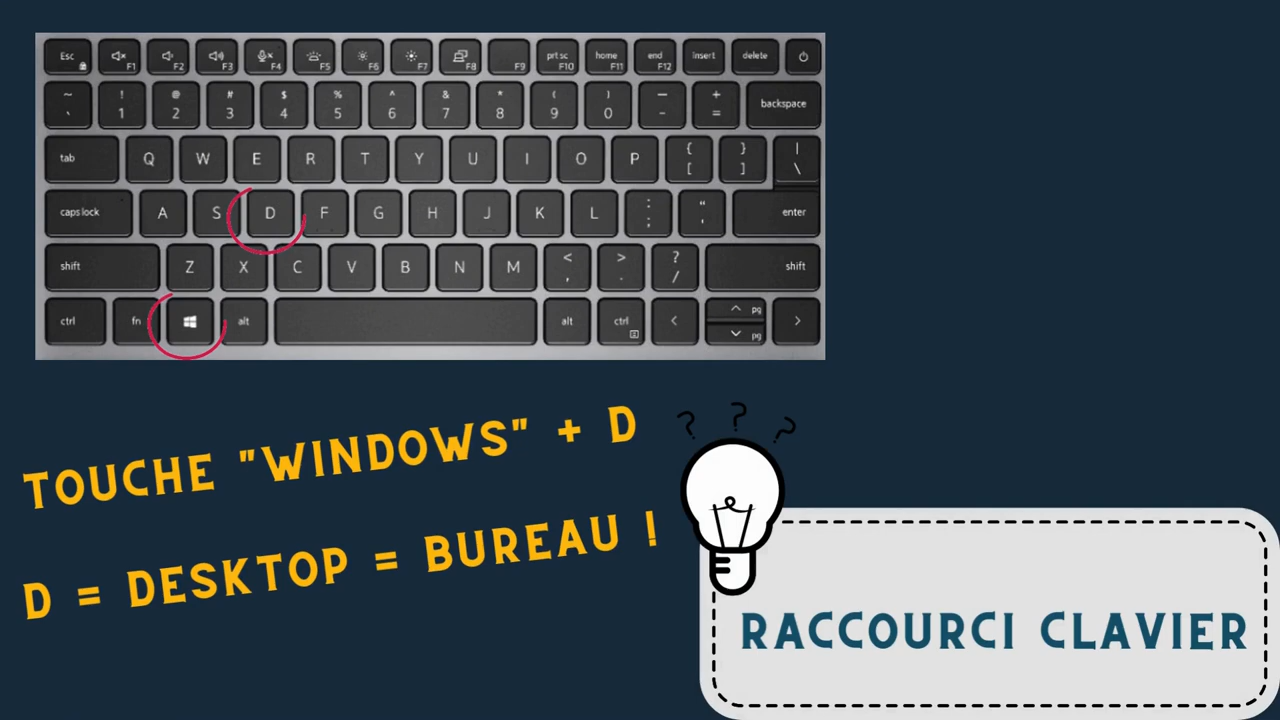 Esc F1 F2 F3 F4 F5 F6 F7 F8 F9 prt sc F10 home F11 end F12 insert delete
~ ` ! 1 @ 2 # 3 $ 4 % 5 ^ 6 & 7 * 8 ( 9 ) 0 — - + = backspace
tab Q W E R T Y U I O P { [ } ] | \
caps lock A S D F G H J K L : ; " ' enter
shift Z X C V B N M < , > . ? / shift
ctrl fn alt alt ctrl < ^ pg v pg >
TOUCHE "WINDOWS" + D
D = DESKTOP = BUREAU !
? ? ?
RACCOURCI CLAVIER